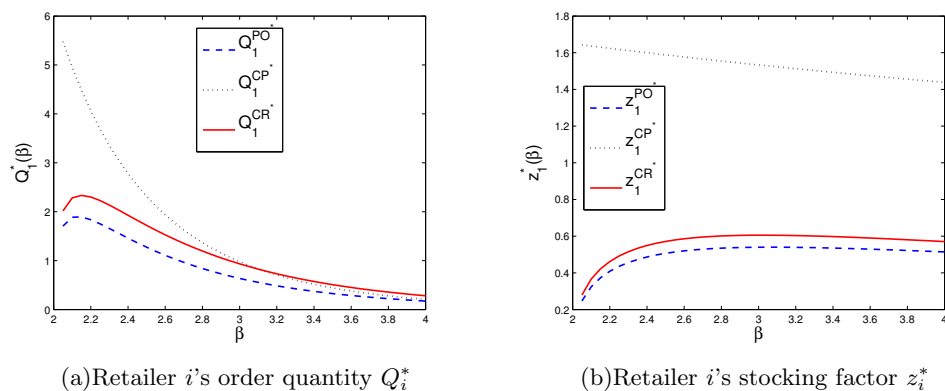 6
5
4
3
2
1
0
Q*1(β)
2 2.2 2.4 2.6 2.8 3 3.2 3.4 3.6 3.8 4
β
Q1PO*
Q1CP*
Q1CR*
(a)Retailer i's order quantity Qi*
2
1.8
1.6
1.4
1.2
1
0.8
0.6
0.4
0.2
z*1(β)
2 2.2 2.4 2.6 2.8 3 3.2 3.4 3.6 3.8 4
β
z1PO*
z1CP*
z1CR*
(b)Retailer i's stocking factor zi*